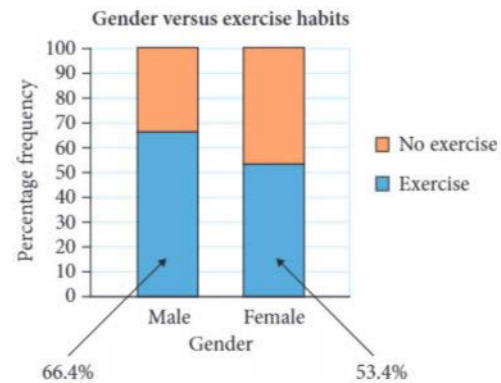 Gender versus exercise habits
Percentage frequency
100
90
80
70
60
50
40
30
20
10
0
Male Female
Gender
No exercise
Exercise
66.4% 53.4%